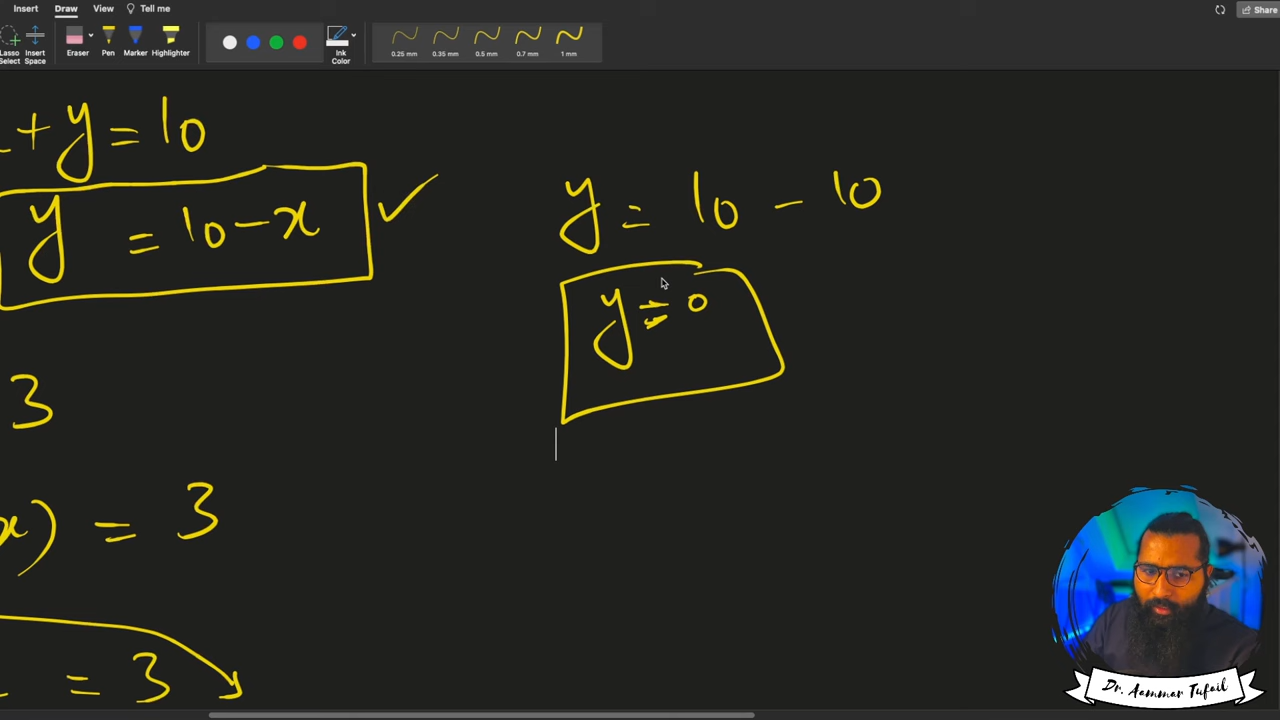 Insert Draw View Tell me Share
Lasso Select Insert Space Eraser Pen Marker Highlighter Ink Color 0.25 mm 0.35 mm 0.5 mm 0.7 mm 1 mm
+y=10
y = 10-x ✓
3
x) = 3
= 3
y = 10 - 10
y = 0
Dr. Aammar Tufail